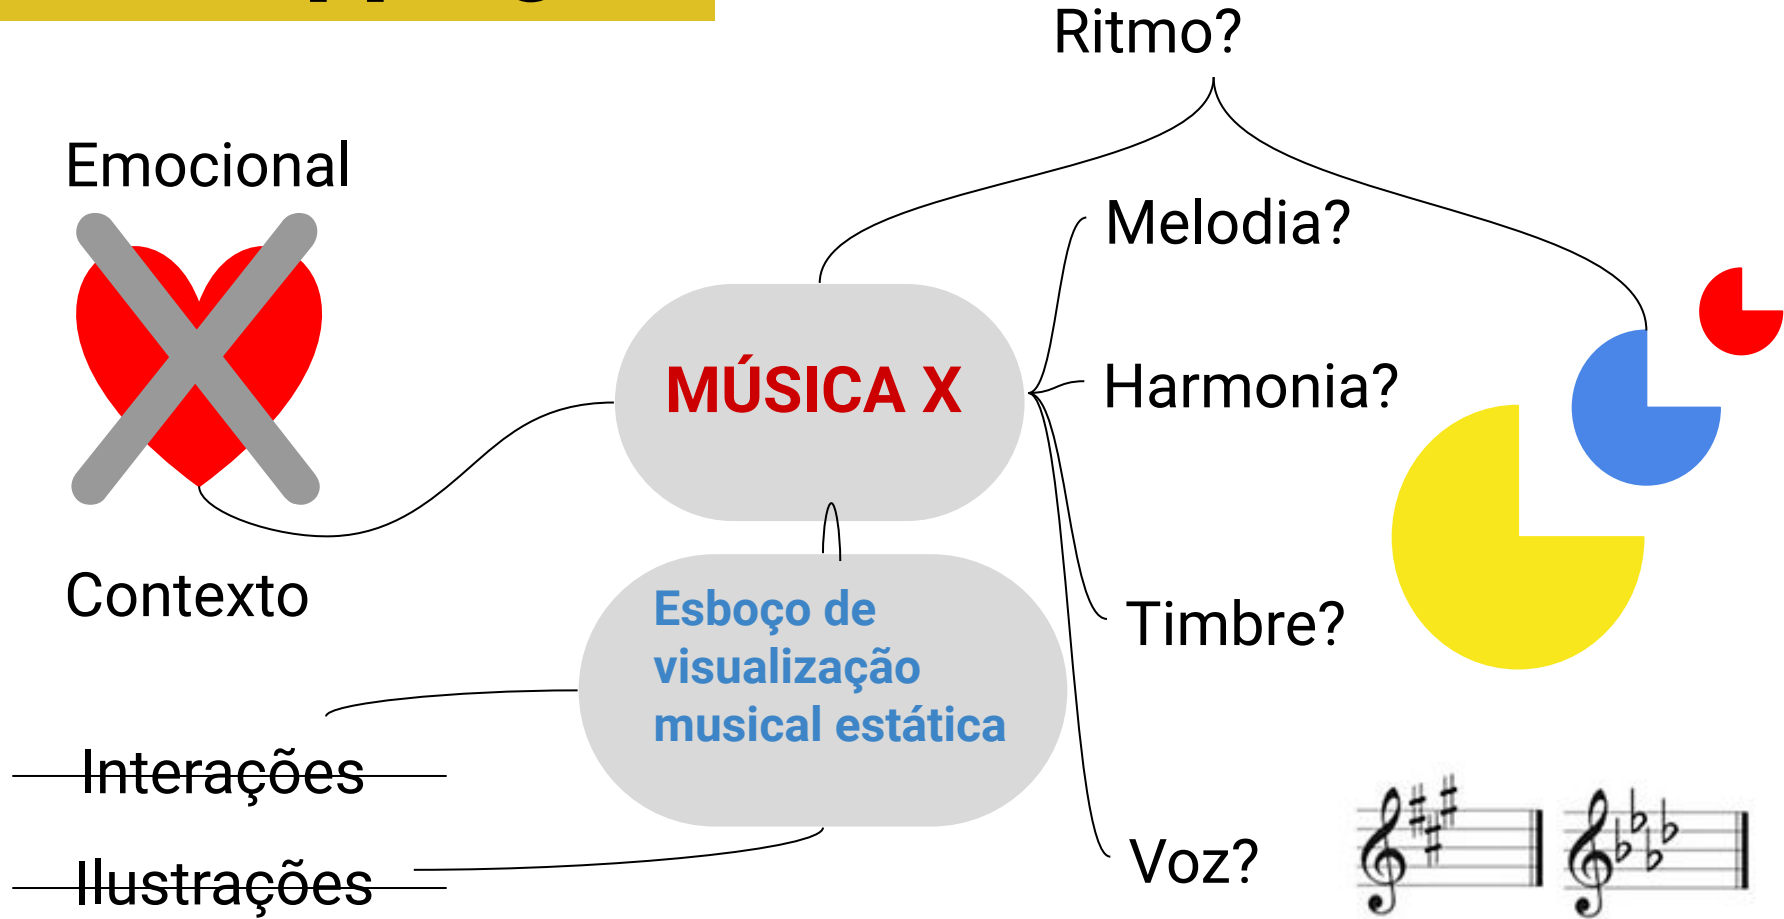 Ritmo?
Emocional
Melodia?
MÚSICA X
Harmonia?
Contexto
Esboço de
visualização
musical estática
Timbre?
Interações
Voz?
Ilustrações